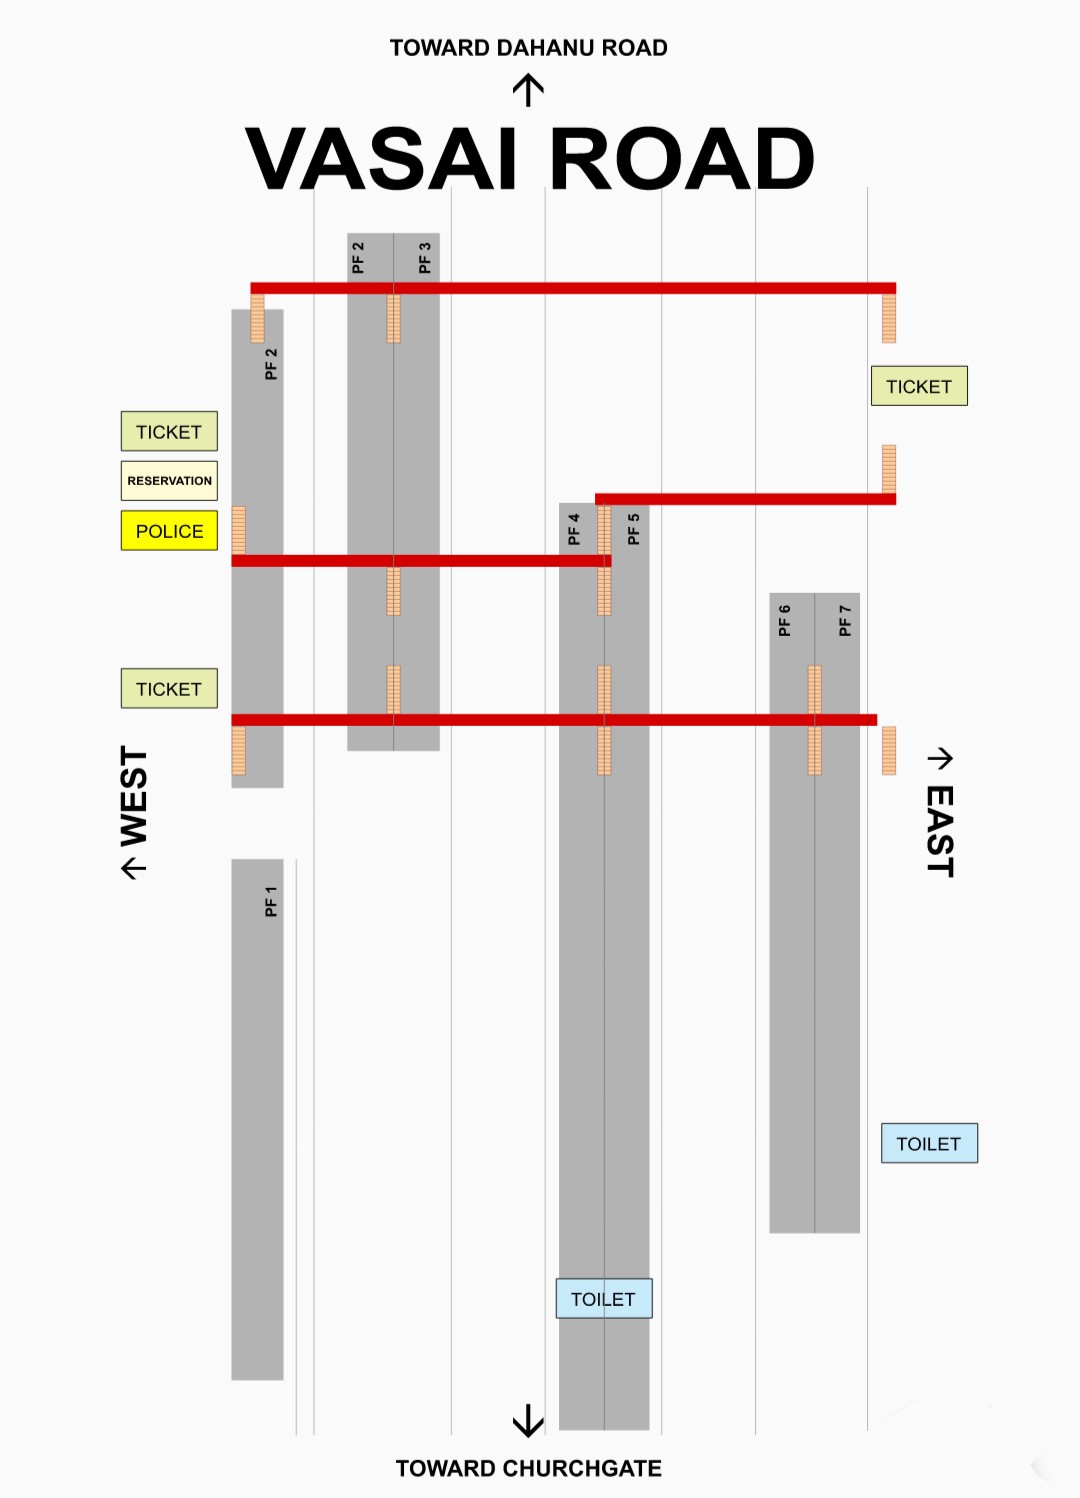 TOWARD DAHANU ROAD
↑
VASAI ROAD
PF 2
PF 3
PF 2
TICKET
TICKET
RESERVATION
POLICE
PF 4
PF 5
PF 6
PF 7
TICKET
↑ WEST
↑ EAST
PF 1
TOILET
TOILET
↓
TOWARD CHURCHGATE